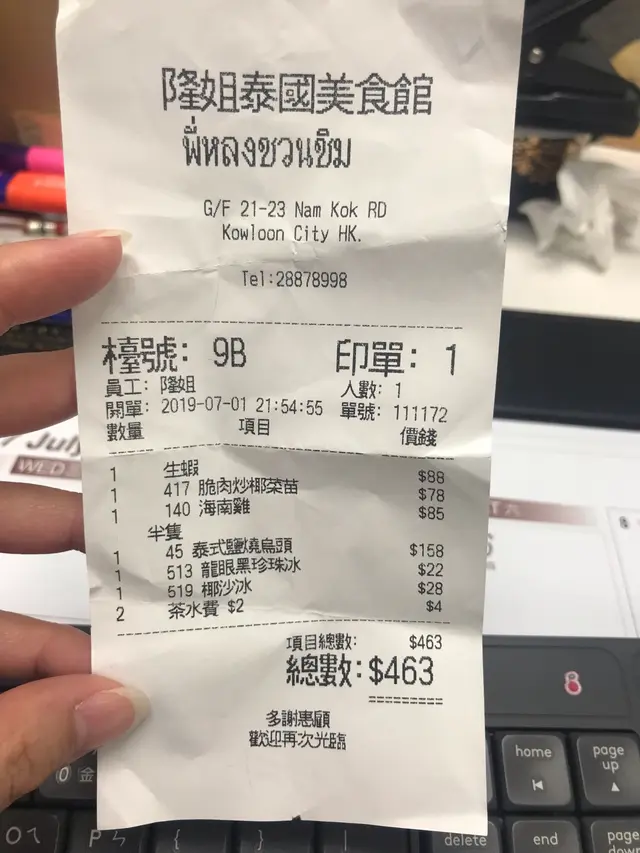 隆姐泰國美食館
พี่หลงชวนชิม
G/F 21-23 Nam Kok RD
Kowloon City HK.
Tel:28878998
檯號: 9B 印單: 1
員工: 隆姐 人數: 1
開單: 2019-07-01 21:54:55 單號: 111172
數量 項目 價錢
1 生蝦 $88
1 417 脆肉炒椰菜苗 $78
1 140 海南雞 $85
半隻
1 45 泰式鹽燒烏頭 $158
1 513 龍眼黑珍珠冰 $22
1 519 椰沙冰 $28
2 茶水費 $2 $4
項目總數: $463
總數:$463
多謝惠顧
歡迎再次光臨
July
WED
8
home
page up
0 金
P ㄣ
{
}
delete
end
page